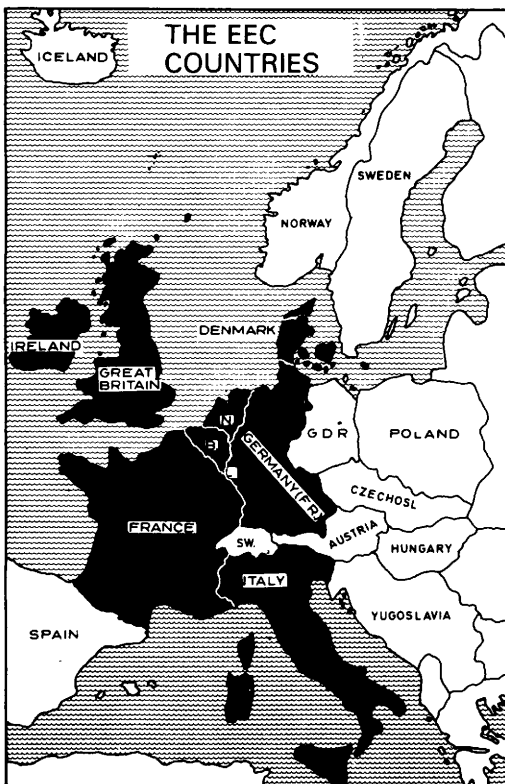 THE EEC
COUNTRIES
ICELAND
SWEDEN
NORWAY
DENMARK
IRELAND
GREAT
BRITAIN
N
B
GDR
POLAND
GERMANY(FR)
CZECHOSL
FRANCE
SW.
AUSTRIA
HUNGARY
ITALY
YUGOSLAVIA
SPAIN